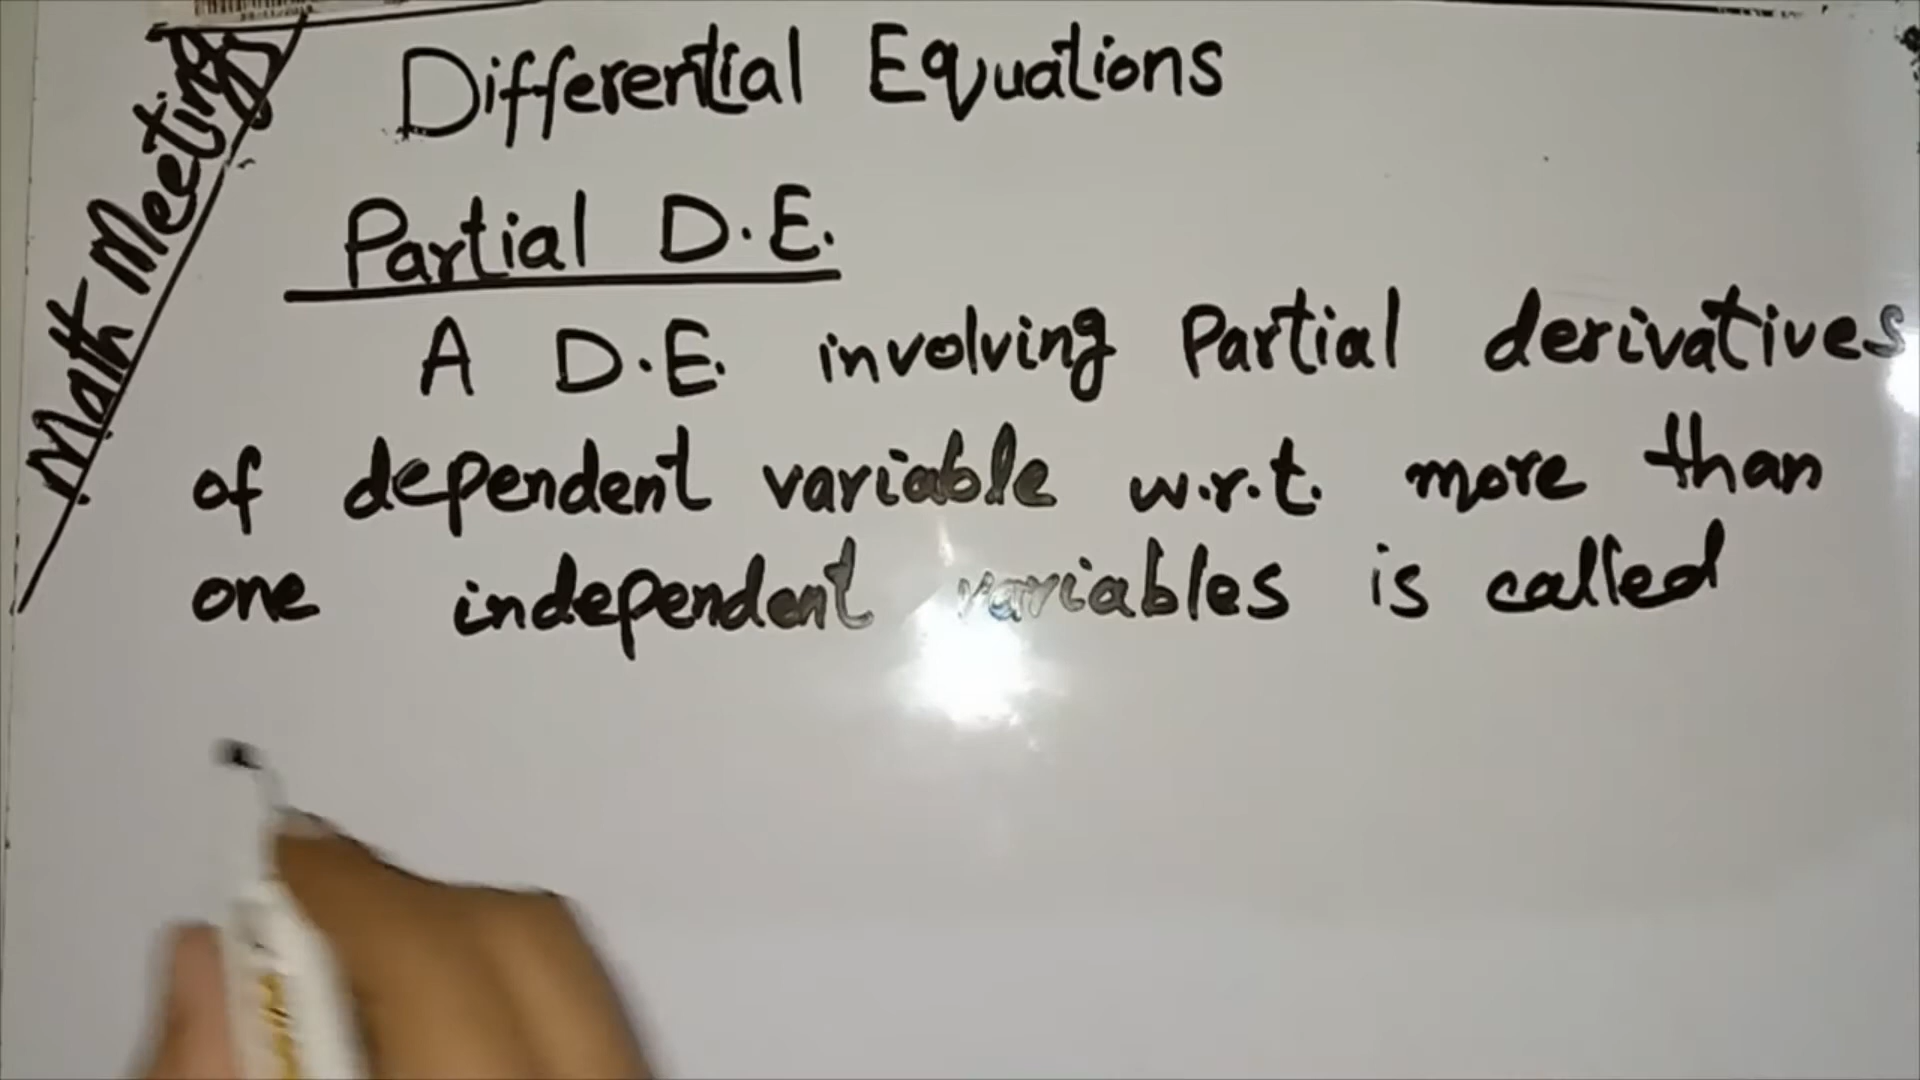 Math Meeting
Differential Equations
Partial D.E.
A D.E. involving Partial derivatives
of dependent variable w.r.t. more than
one independent variables is called